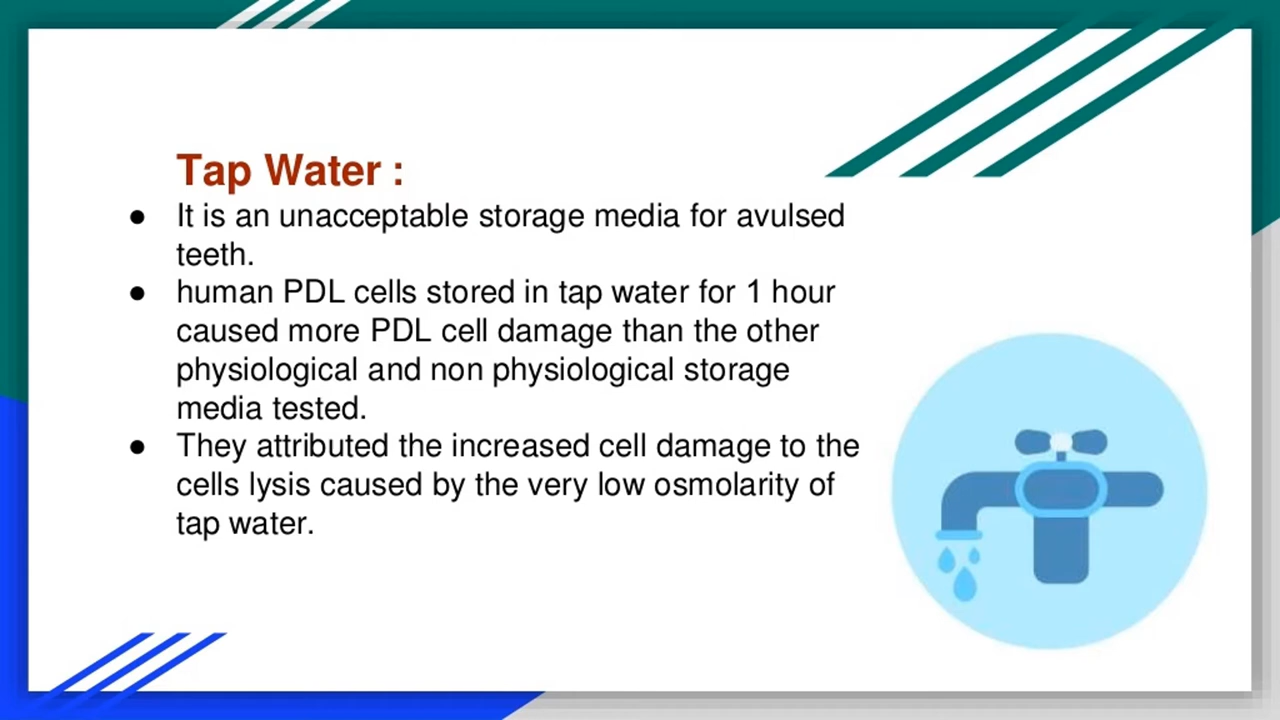 Tap Water :
● It is an unacceptable storage media for avulsed
teeth.
● human PDL cells stored in tap water for 1 hour
caused more PDL cell damage than the other
physiological and non physiological storage
media tested.
● They attributed the increased cell damage to the
cells lysis caused by the very low osmolarity of
tap water.